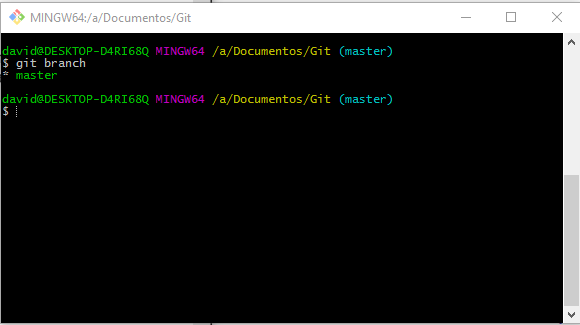 MINGW64:/a/Documentos/Git
david@DESKTOP-D4RI68Q MINGW64 /a/Documentos/Git (master)
$ git branch
* master
david@DESKTOP-D4RI68Q MINGW64 /a/Documentos/Git (master)
$